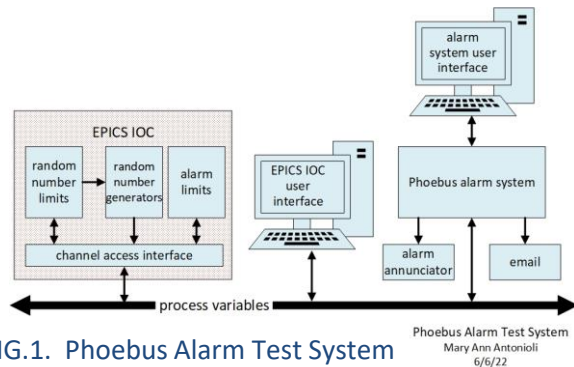 alarm
system user
interface
EPICS IOC
random
number
limits
random
number
generators
alarm
limits
channel access interface
EPICS IOC
user
interface
Phoebus alarm system
alarm
annunciator
email
process variables
IG.1. Phoebus Alarm Test System
Phoebus Alarm Test System
Mary Ann Antonioli
6/6/22